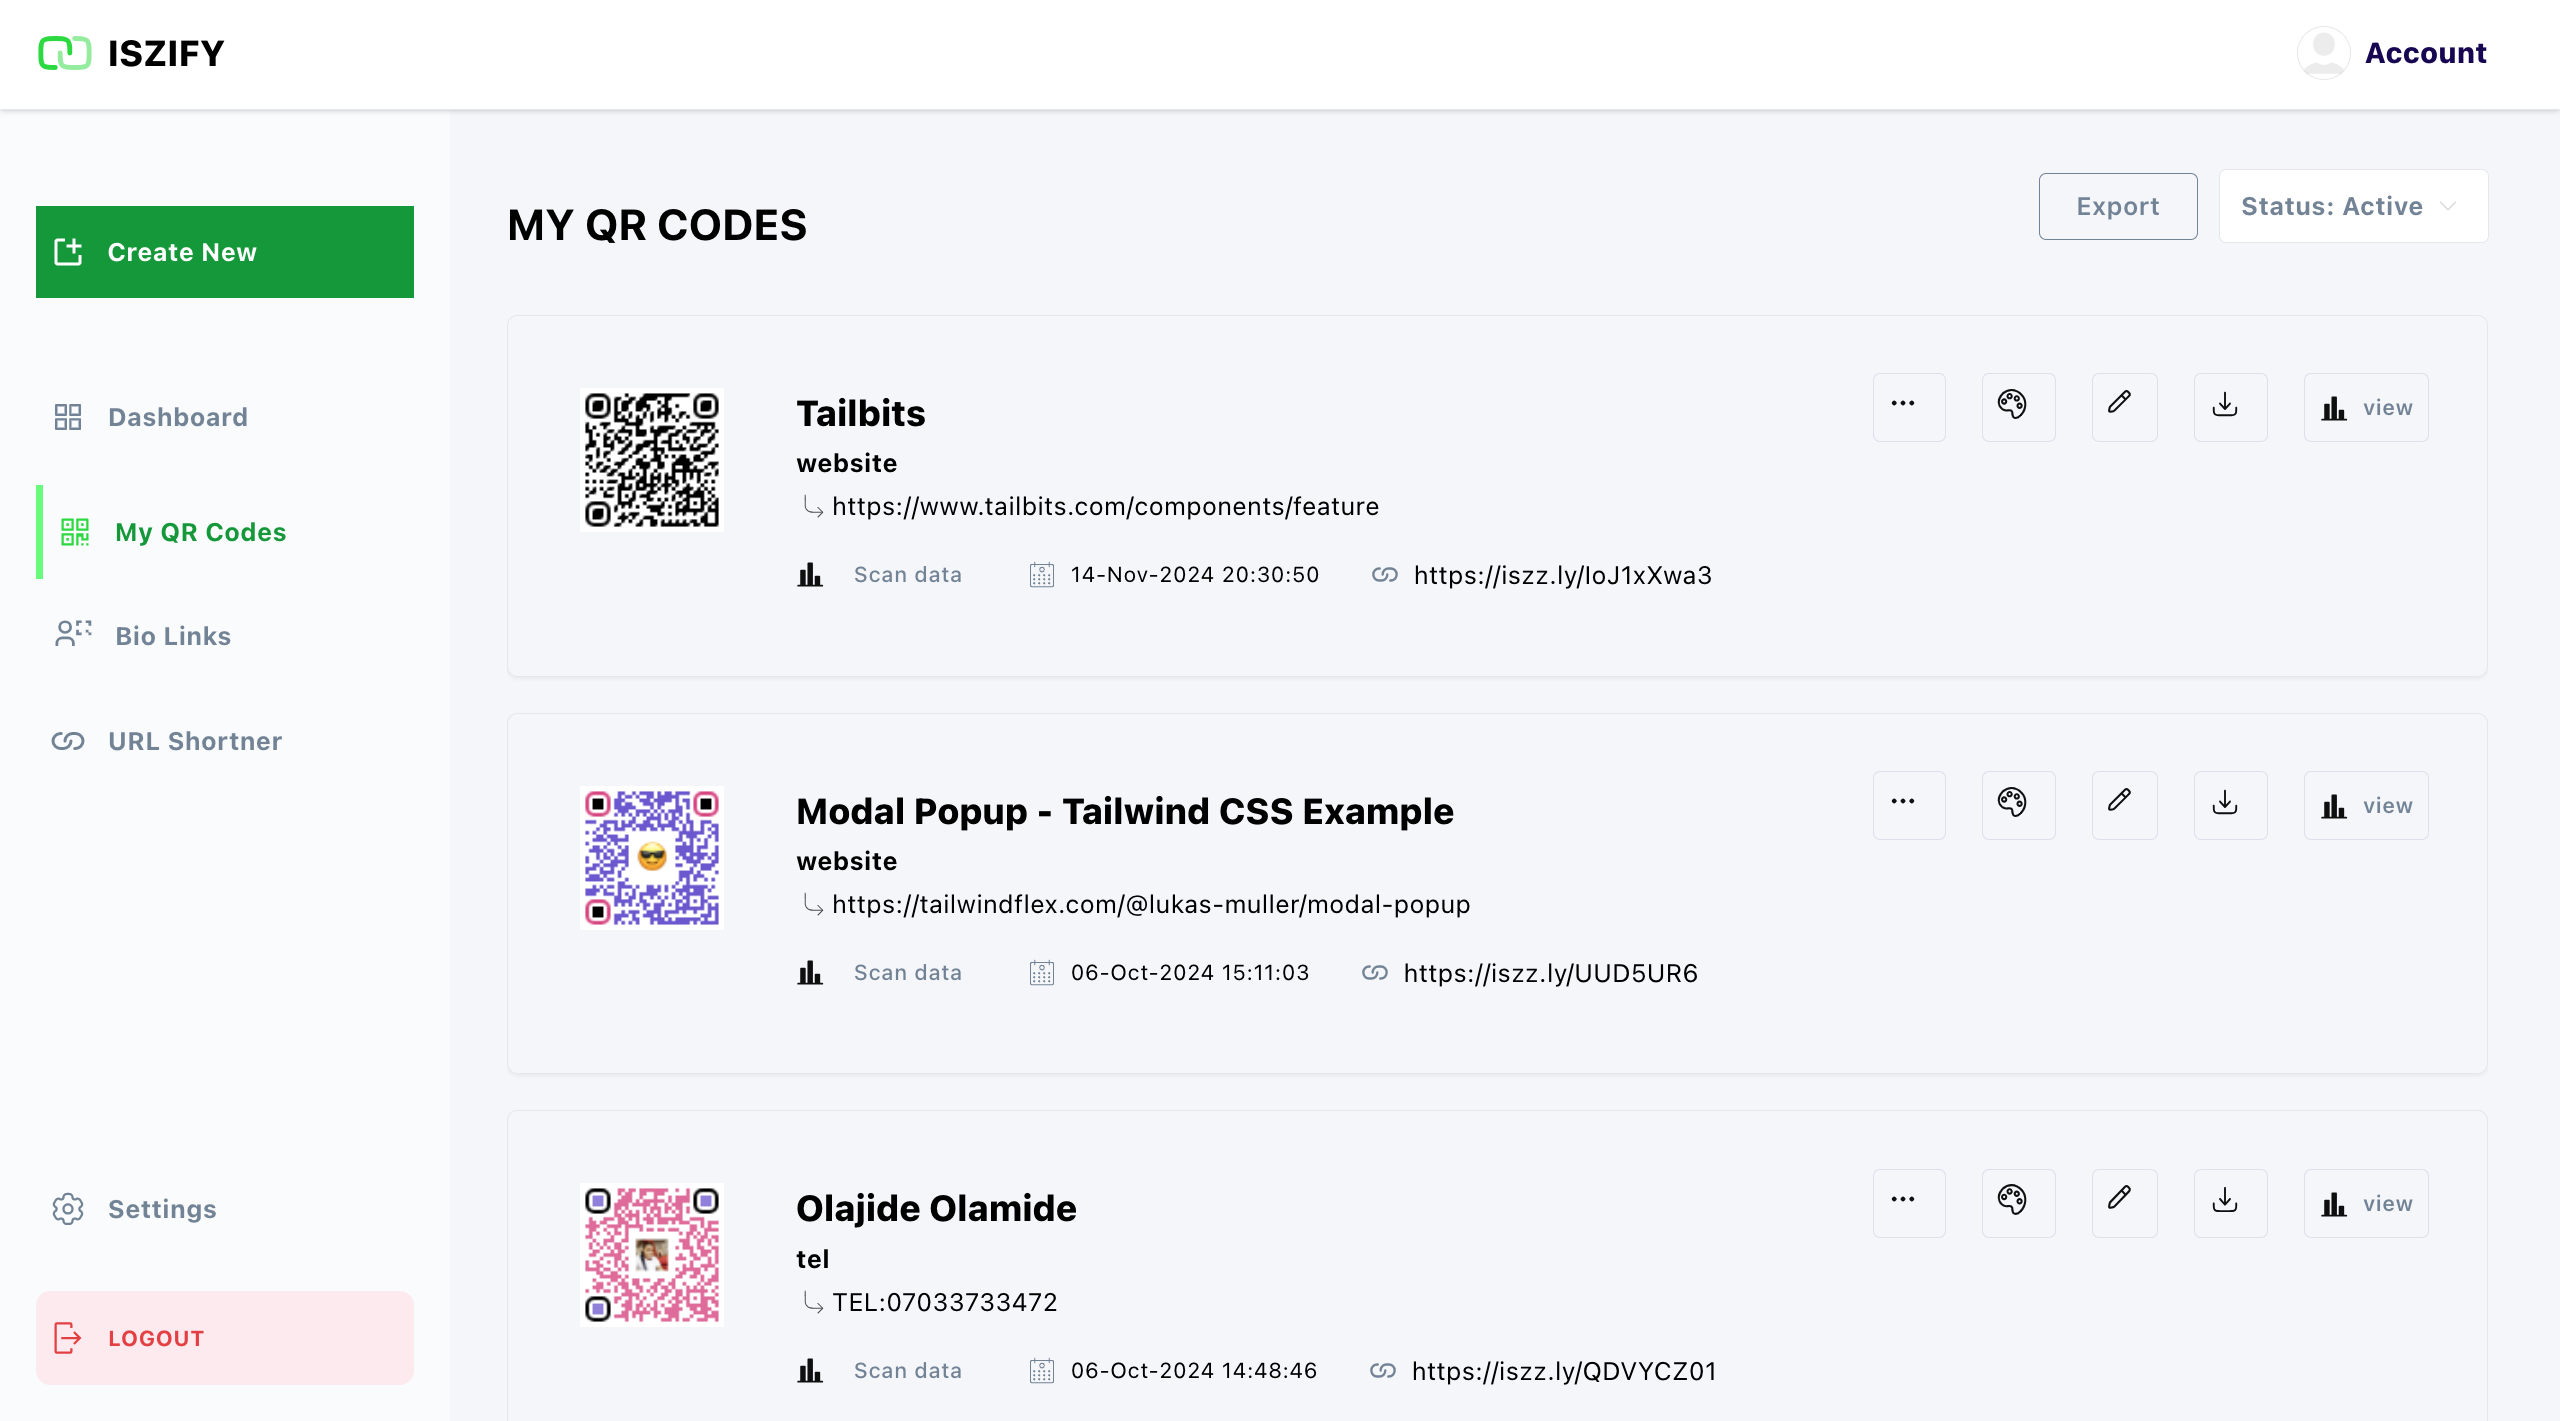 ISZIFY
Account
Create New
Dashboard
My QR Codes
Bio Links
URL Shortner
Settings
LOGOUT
MY QR CODES
Export
Status: Active
Tailbits
website
https://www.tailbits.com/components/feature
Scan data
14-Nov-2024 20:30:50
https://iszz.ly/IoJ1xXwa3
view
Modal Popup - Tailwind CSS Example
website
https://tailwindflex.com/@lukas-muller/modal-popup
Scan data
06-Oct-2024 15:11:03
https://iszz.ly/UUD5UR6
view
Olajide Olamide
tel
TEL:07033733472
Scan data
06-Oct-2024 14:48:46
https://iszz.ly/QDVYCZ01
view